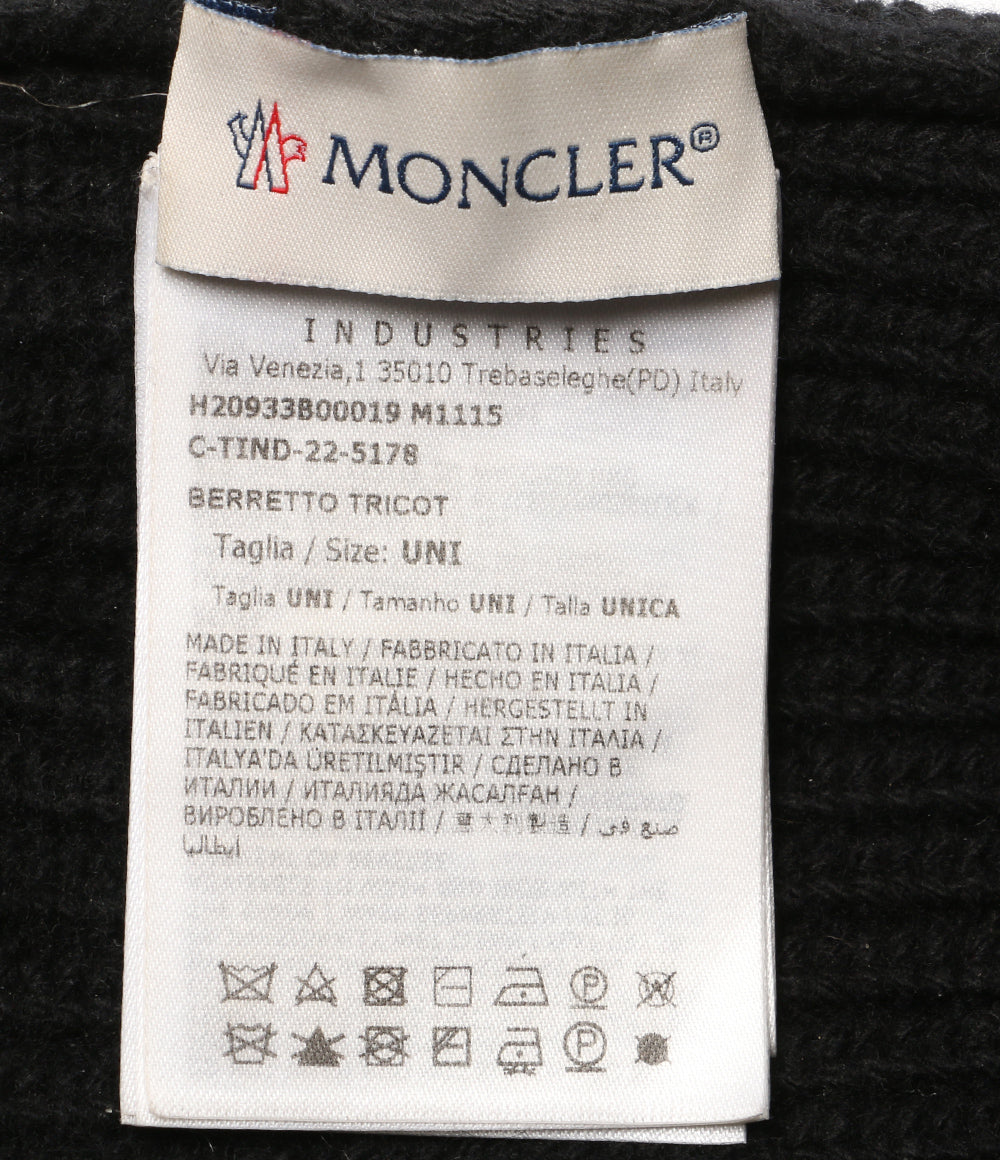 MONCLER®
INDUSTRIES
Via Venezia,1 35010 Trebaseleghe(PD) Italy
H20933B00019 M1115
C-TIND-22-5178
BERRETTO TRICOT
Taglia / Size: UNI
Taglia UNI / Tamanho UNI / Talla UNICA
MADE IN ITALY / FABBRICATO IN ITALIA /
FABRIQUÉ EN ITALIE / HECHO EN ITALIA /
FABRICADO EM ITÁLIA / HERGESTELLT IN
ITALIEN / ΚΑΤΑΣΚΕΥΑΖΕΤΑΙ ΣΤΗΝ ΙΤΑΛΙΑ /
ITALYA'DA ÜRETILMIŞTIR / СДЕЛАНО В
ИТАЛИИ / ИТАЛИЯДА ЖАСАЛҒАН /
ВИРОБЛЕНО В ІТАЛІЇ / 意大利製造 / صنع في
ايطاليا
P
W
P